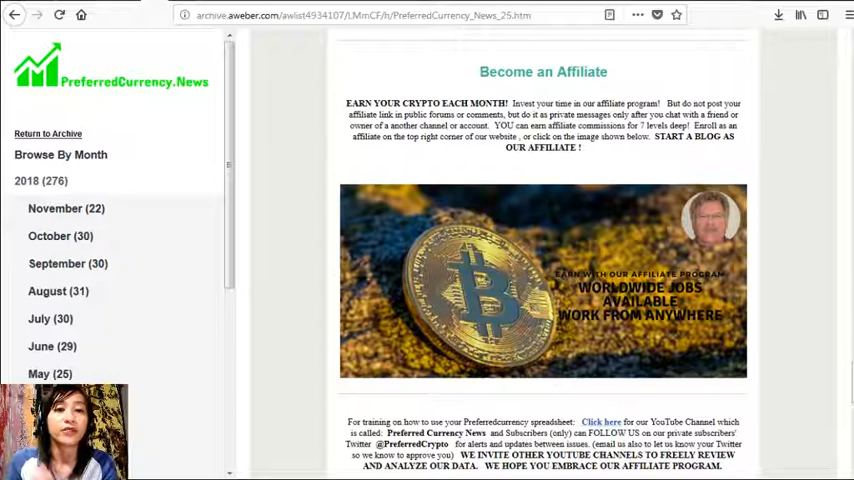 archive.aweber.com/awlist4934107/LMmCF/h/PreferredCurrency_News_25.htm
PreferredCurrency.News
Return to Archive
Browse By Month
2018 (276)
November (22)
October (30)
September (30)
August (31)
July (30)
June (29)
May (25)
Become an Affiliate
EARN YOUR CRYPTO EACH MONTH! Invest your time in our affiliate program! But do not post your
affiliate link in public forums or comments, but do it as private messages only after you chat with a friend or
owner of a another channel or account. YOU can earn affiliate commissions for 7 levels deep! Enroll as an
affiliate on the top right corner of our website , or click on the image shown below. START A BLOG AS
OUR AFFILIATE !
EARN WITH OUR AFFILIATE PROGRAM
WORLDWIDE JOBS
AVAILABLE
WORK FROM ANYWHERE
For training on how to use your Preferredcurrency spreadsheet: Click here for our YouTube Channel which
is called: Preferred Currency News and Subscribers (only) can FOLLOW US on our private subscribers'
Twitter @PreferredCrypto for alerts and updates between issues, (email us also to let us know your Twitter
so we know to approve you) WE INVITE OTHER YOUTUBE CHANNELS TO FREELY REVIEW
AND ANALYZE OUR DATA. WE HOPE YOU EMBRACE OUR AFFILIATE PROGRAM.